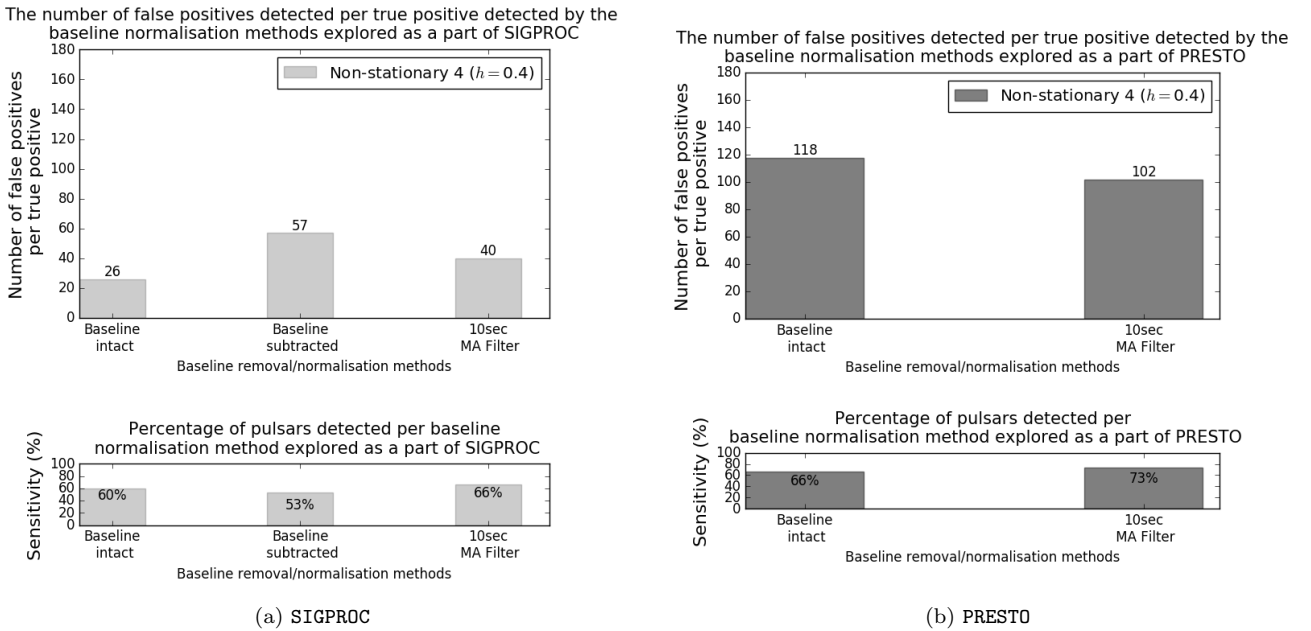 The number of false positives detected per true positive detected by the
baseline normalisation methods explored as a part of SIGPROC
Number of false positives
per true positive
180
160
140
120
100
80
60
40
20
0
Non-stationary 4 (h = 0.4)
26
57
40
Baseline
intact
Baseline
subtracted
10sec
MA Filter
Baseline removal/normalisation methods
Percentage of pulsars detected per baseline
normalisation method explored as a part of SIGPROC
Sensitivity (%)
100
80
60
40
20
0
60%
53%
66%
Baseline
intact
Baseline
subtracted
10sec
MA Filter
Baseline removal/normalisation methods
(a) SIGPROC
The number of false positives detected per true positive detected by the
baseline normalisation methods explored as a part of PRESTO
Number of false positives
per true positive
180
160
140
120
100
80
60
40
20
0
Non-stationary 4 (h = 0.4)
118
102
Baseline
intact
10sec
MA Filter
Baseline removal/normalisation methods
Percentage of pulsars detected per
baseline normalisation method explored as a part of PRESTO
Sensitivity (%)
100
80
60
40
20
0
66%
73%
Baseline
intact
10sec
MA Filter
Baseline removal/normalisation methods
(b) PRESTO